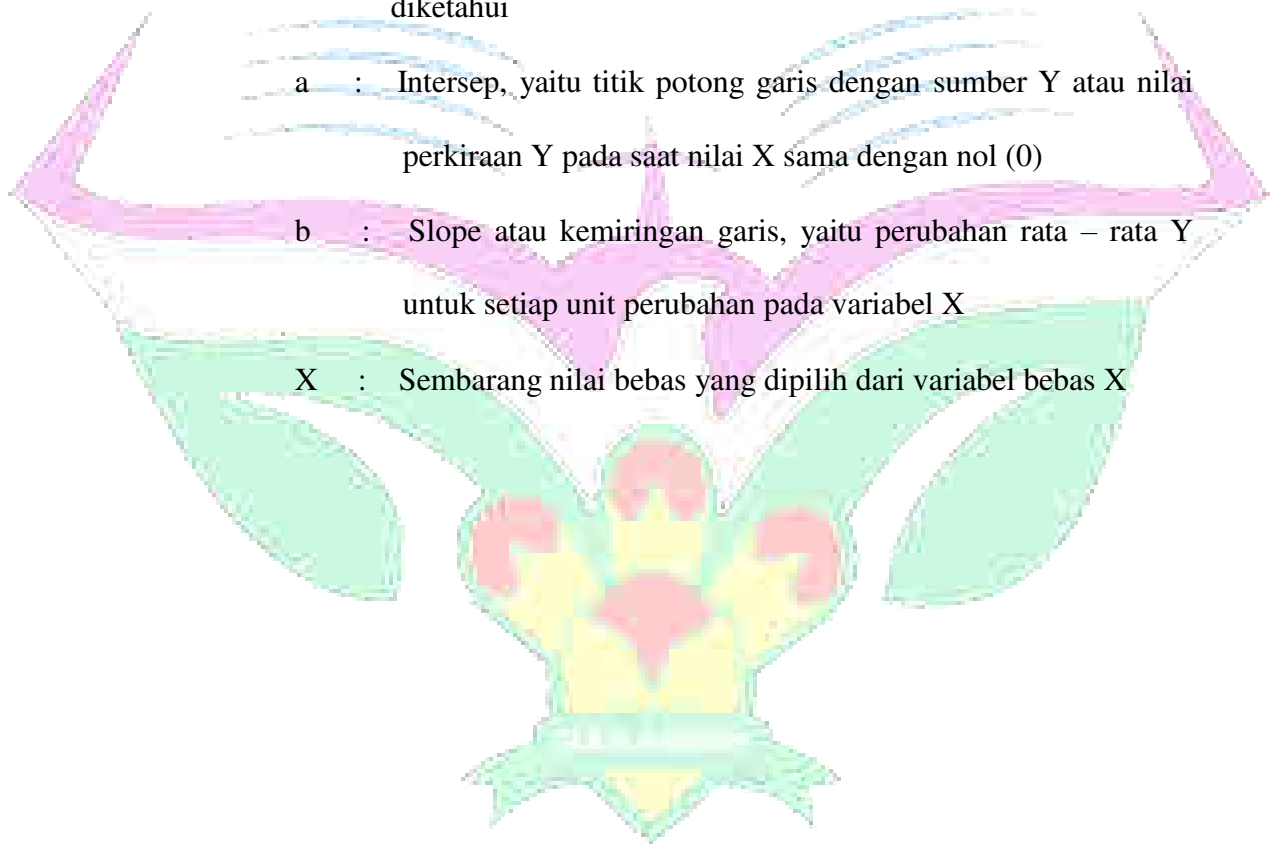 diketahui
a : Intersep, yaitu titik potong garis dengan sumber Y atau nilai
perkiraan Y pada saat nilai X sama dengan nol (0)
b : Slope atau kemiringan garis, yaitu perubahan rata – rata Y
untuk setiap unit perubahan pada variabel X
X : Sembarang nilai bebas yang dipilih dari variabel bebas X